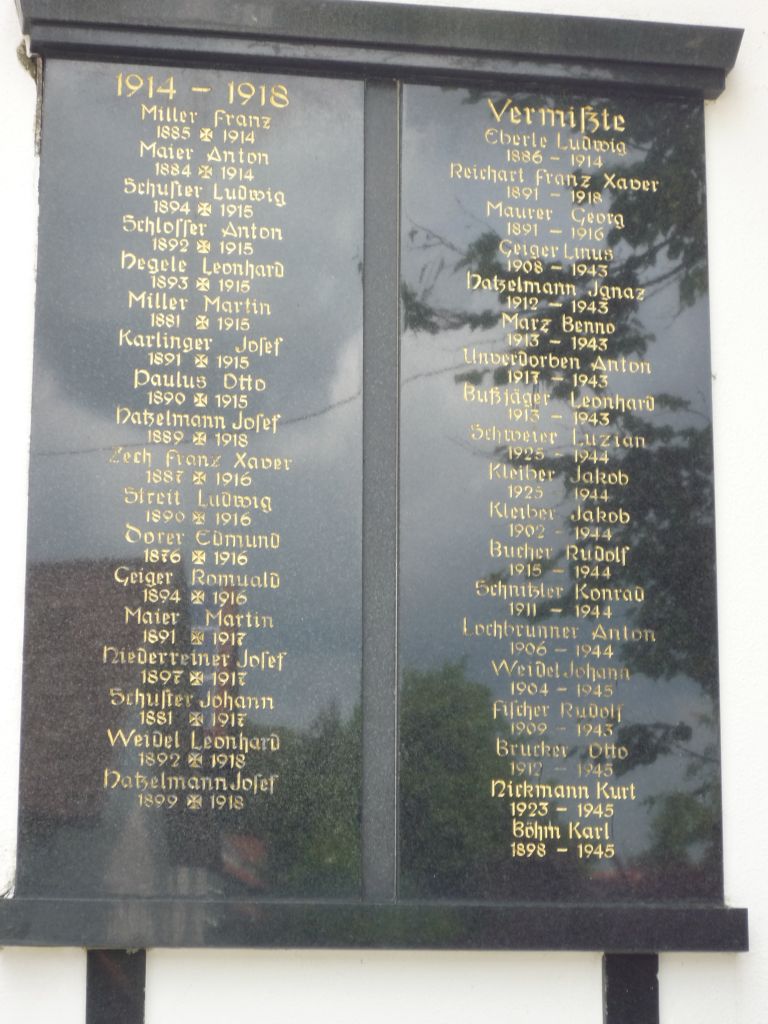 1914 – 1918
Miller Franz
1885 ✠ 1914
Maier Anton
1884 ✠ 1914
Schuster Ludwig
1894 ✠ 1915
Schlosser Anton
1892 ✠ 1915
Hegele Leonhard
1893 ✠ 1915
Miller Martin
1881 ✠ 1915
Karlinger Josef
1891 ✠ 1915
Paulus Otto
1890 ✠ 1915
Hatzelmann Josef
1889 ✠ 1918
Zech Franz Xaver
1887 ✠ 1916
Streit Ludwig
1890 ✠ 1916
Dorer Edmund
1876 ✠ 1916
Geiger Romuald
1894 ✠ 1916
Maier Martin
1891 ✠ 1917
Niederreiner Josef
1897 ✠ 1917
Schuster Johann
1881 ✠ 1917
Weidel Leonhard
1892 ✠ 1918
Hatzelmann Josef
1899 ✠ 1918
Vermißte
Eberle Ludwig
1886 – 1914
Reichart Franz Xaver
1891 – 1918
Maurer Georg
1891 – 1916
Geiger Linus
1908 – 1943
Hatzelmann Ignaz
1912 – 1943
Marz Benno
1913 – 1943
Unverdorben Anton
1917 – 1943
Bußjäger Leonhard
1913 – 1943
Schweier Luzian
1925 – 1944
Kleiber Jakob
1925 1944
Kleiber Jakob
1902 – 1944
Bucher Rudolf
1915 – 1944
Schnitzler Konrad
1911 – 1944
Lochbrunner Anton
1906 – 1944
Weidel Johann
1904 – 1945
Fischer Rudolf
1909 – 1943
Brucker Otto
1912 – 1945
Nickmann Kurt
1923 – 1945
Böhm Karl
1898 – 1945